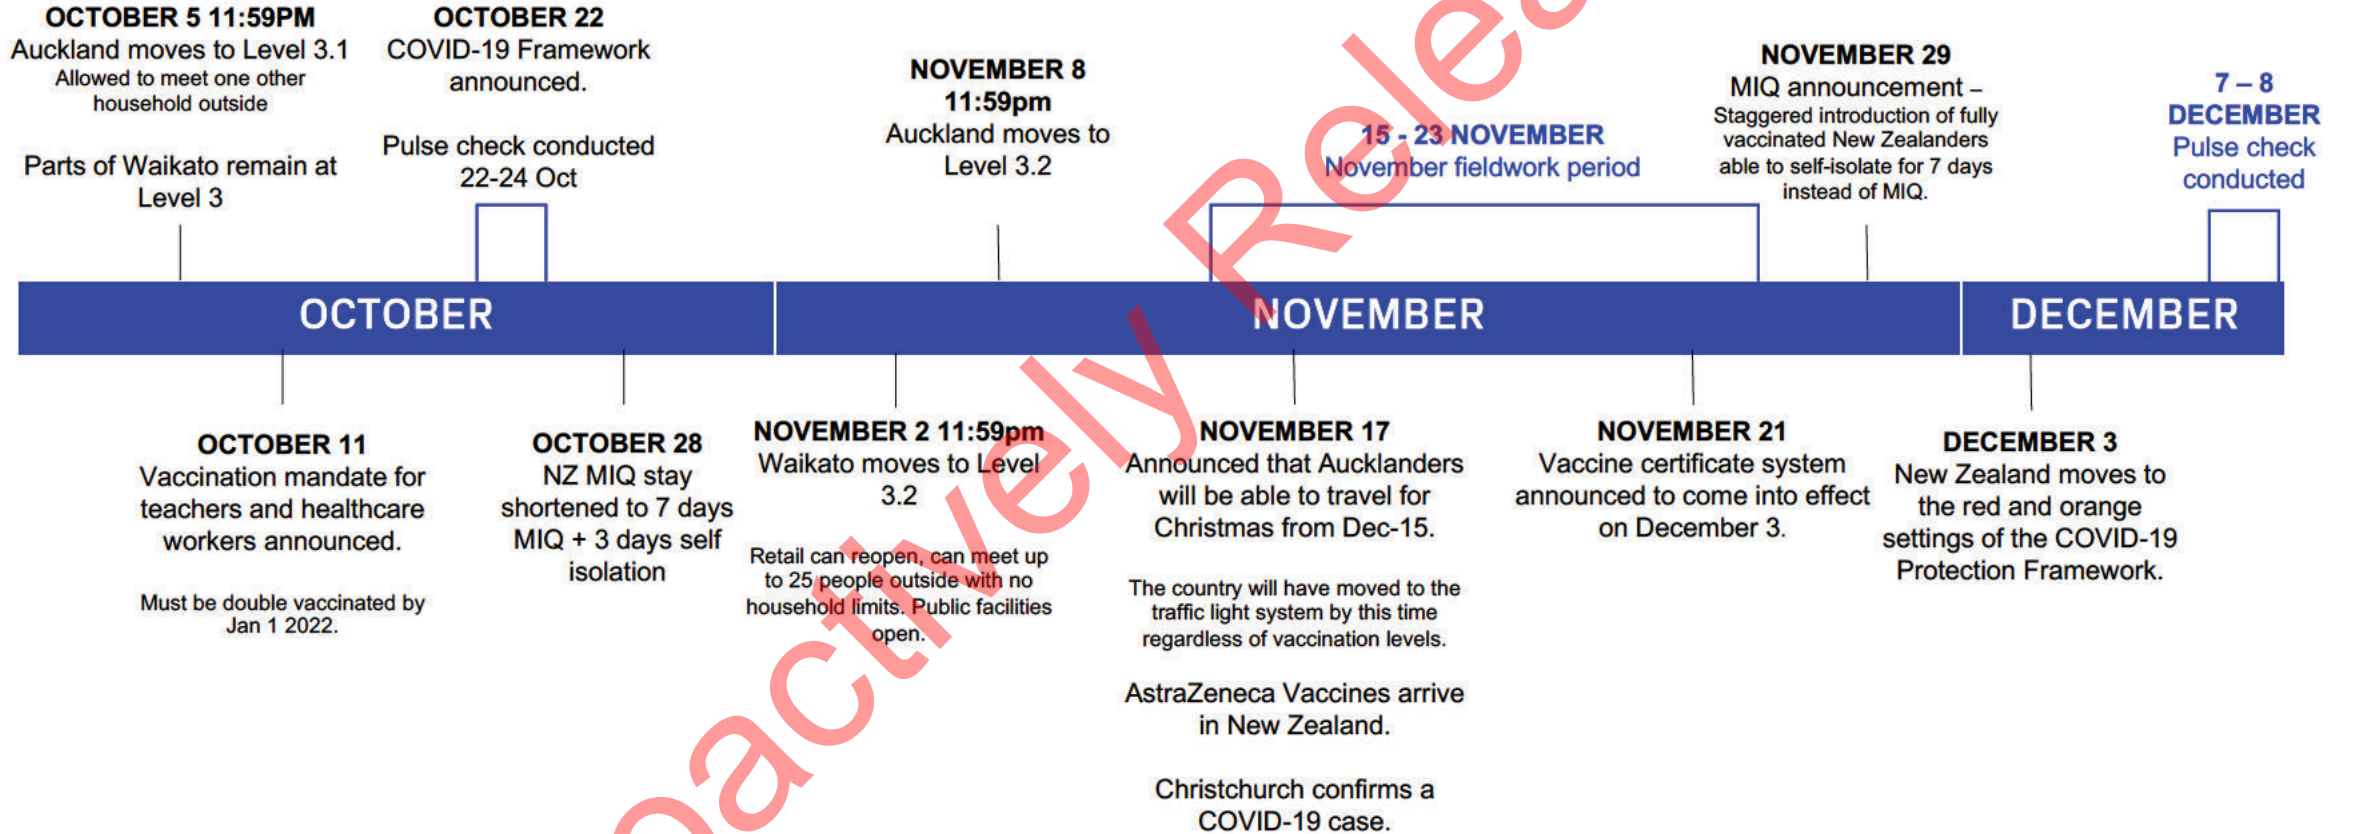 OCTOBER 5 11:59PM
Auckland moves to Level 3.1
Allowed to meet one other
household outside
Parts of Waikato remain at
Level 3
OCTOBER 22
COVID-19 Framework
announced.
Pulse check conducted
22-24 Oct
NOVEMBER 8
11:59pm
Auckland moves to
Level 3.2
15 - 23 NOVEMBER
November fieldwork period
NOVEMBER 29
MIQ announcement –
Staggered introduction of fully
vaccinated New Zealanders
able to self-isolate for 7 days
instead of MIQ.
7 – 8
DECEMBER
Pulse check
conducted
OCTOBER
NOVEMBER
DECEMBER
OCTOBER 11
Vaccination mandate for
teachers and healthcare
workers announced.
Must be double vaccinated by
Jan 1 2022.
OCTOBER 28
NZ MIQ stay
shortened to 7 days
MIQ + 3 days self
isolation
NOVEMBER 2 11:59pm
Waikato moves to Level
3.2
Retail can reopen, can meet up
to 25 people outside with no
household limits. Public facilities
open.
NOVEMBER 17
Announced that Aucklanders
will be able to travel for
Christmas from Dec-15.
The country will have moved to the
traffic light system by this time
regardless of vaccination levels.
AstraZeneca Vaccines arrive
in New Zealand.
Christchurch confirms a
COVID-19 case.
NOVEMBER 21
Vaccine certificate system
announced to come into effect
on December 3.
DECEMBER 3
New Zealand moves to
the red and orange
settings of the COVID-19
Protection Framework.
oactively Relea